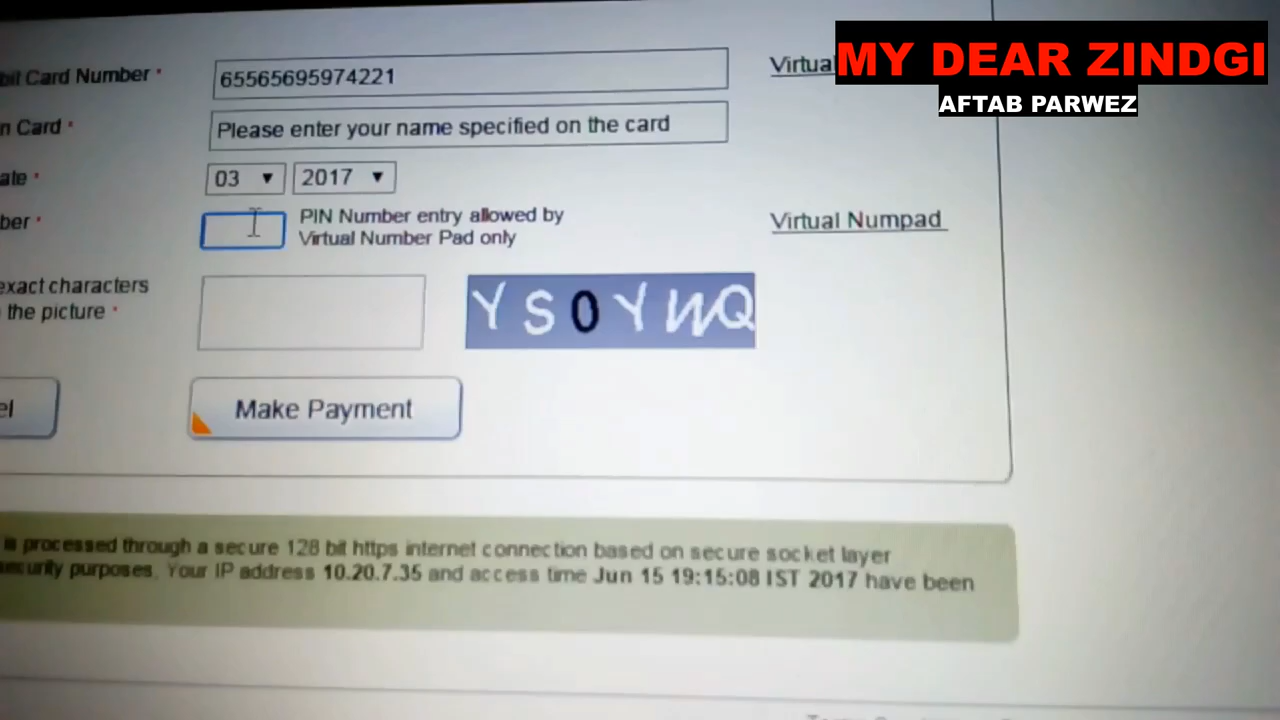 bit Card Number *
65565695974221
Virtual
MY DEAR ZINDGI
AFTAB PARWEZ
n Card *
Please enter your name specified on the card
ate *
03
2017
ber *
PIN Number entry allowed by
Virtual Number Pad only
Virtual Numpad
exact characters
the picture *
YS0YWQ
el
Make Payment
is processed through a secure 128 bit https internet connection based on secure socket layer
security purposes. Your IP address 10.20.7.35 and access time Jun 15 19:15:08 IST 2017 have been